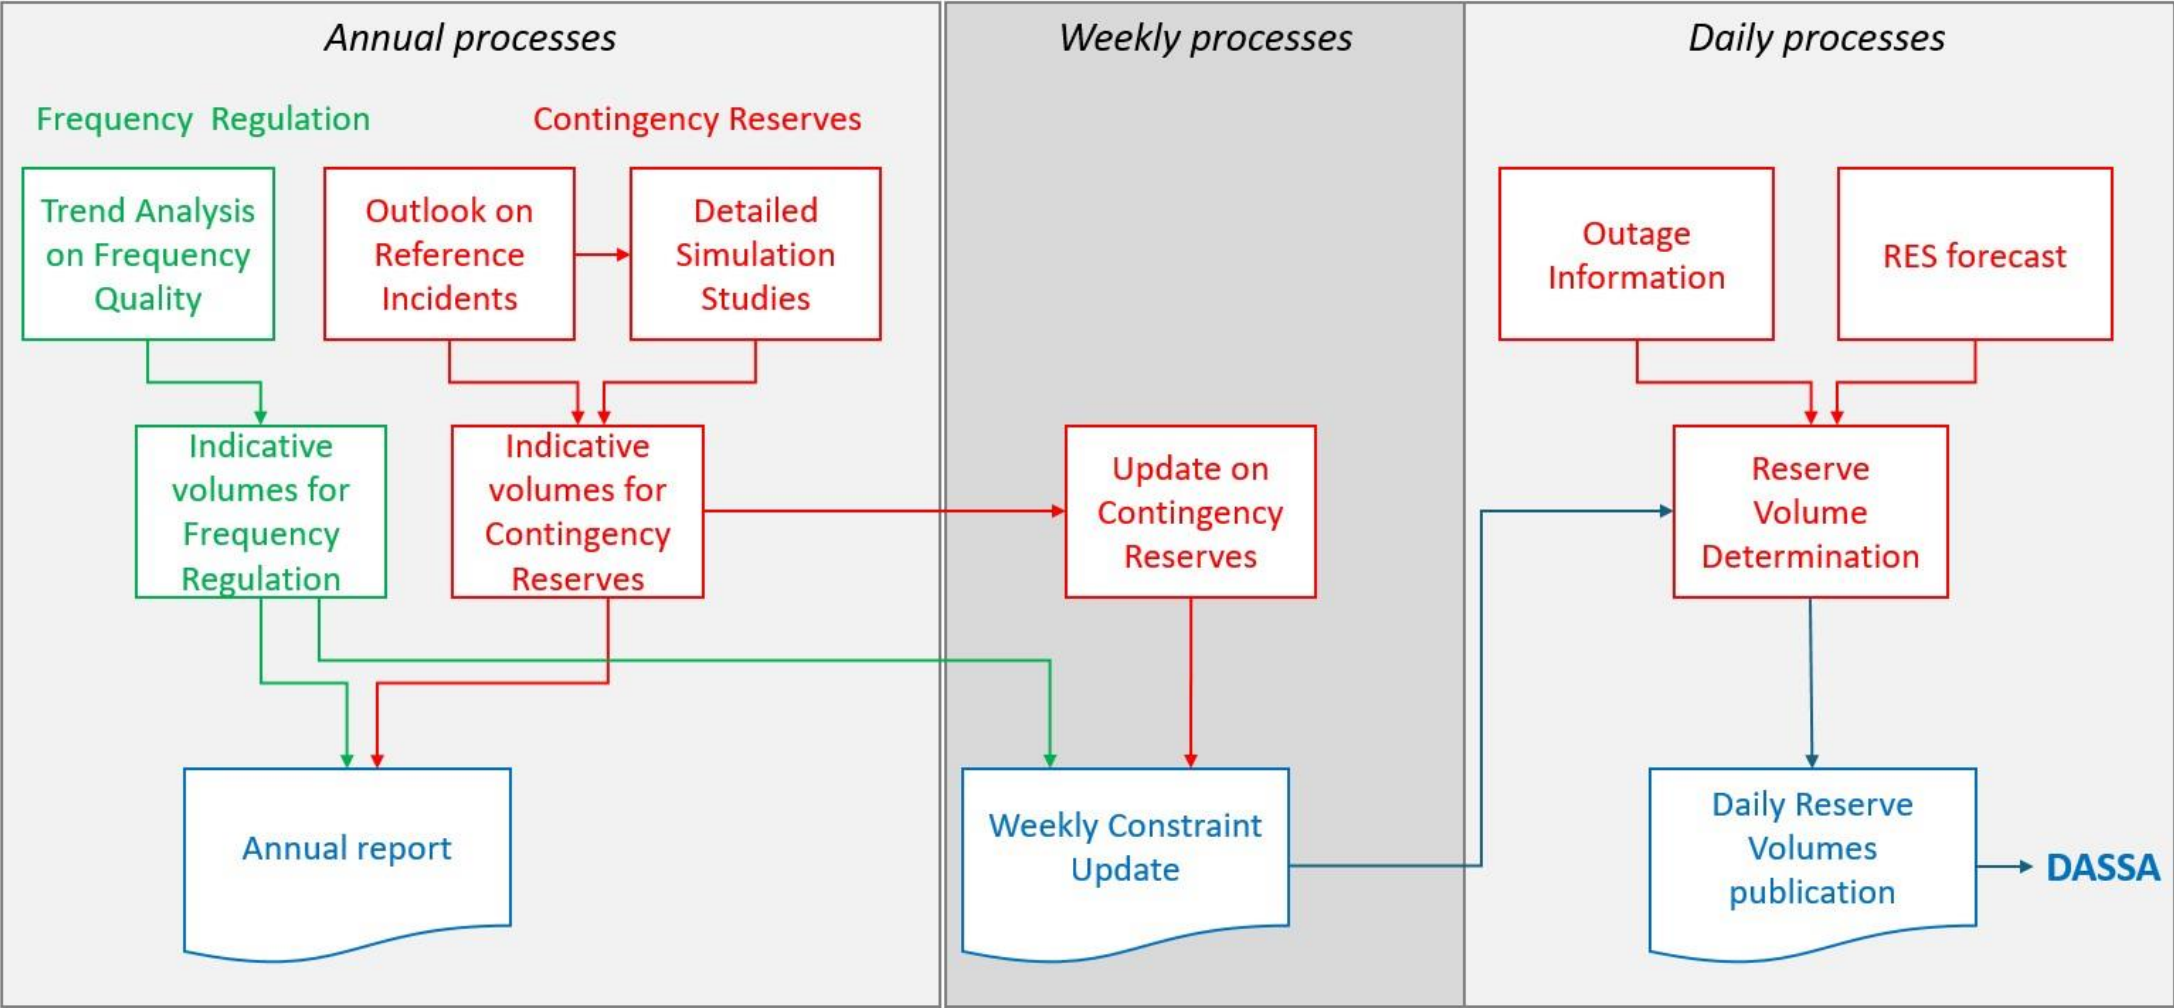 Annual processes
Weekly processes
Daily processes
Frequency Regulation
Contingency Reserves
Trend Analysis
on Frequency
Quality
Outlook on
Reference
Incidents
Detailed
Simulation
Studies
Outage
Information
RES forecast
Indicative
volumes for
Frequency
Regulation
Indicative
volumes for
Contingency
Reserves
Update on
Contingency
Reserves
Reserve
Volume
Determination
Annual report
Weekly Constraint
Update
Daily Reserve
Volumes
publication
DASSA